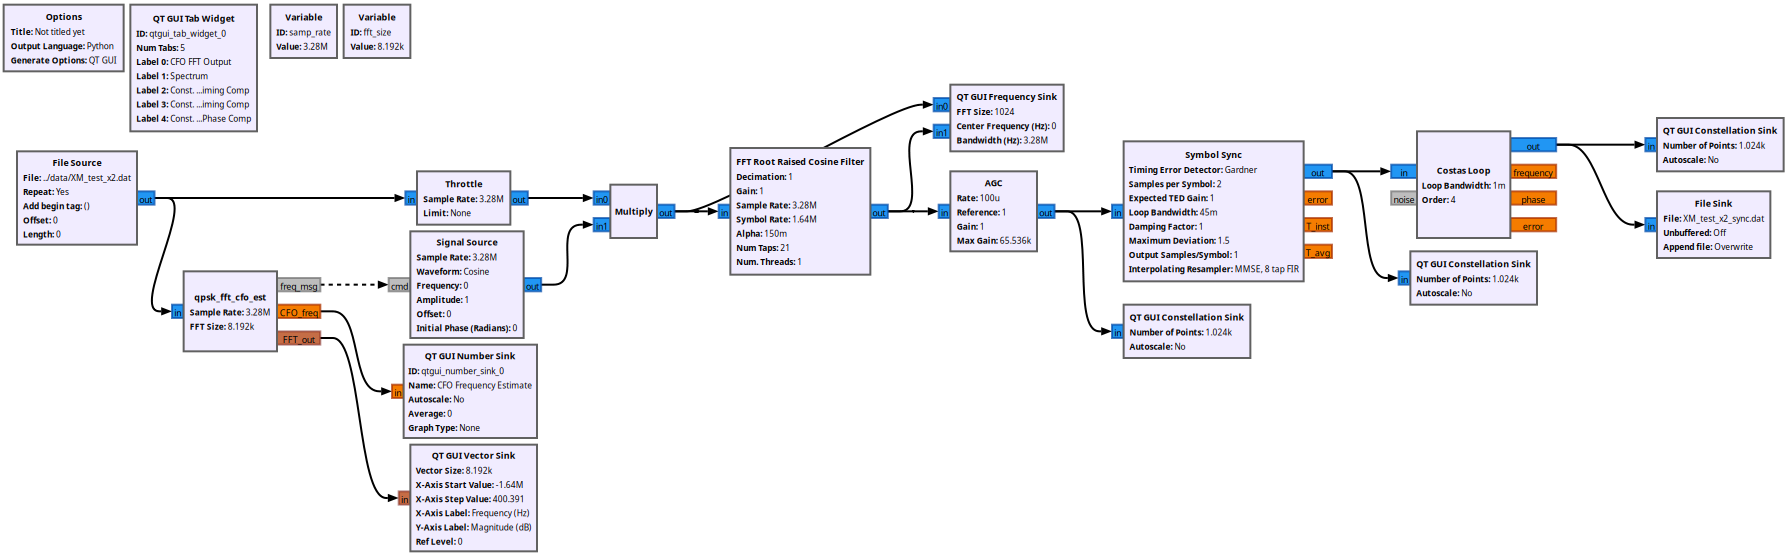 Options
Title: Not titled yet
Output Language: Python
Generate Options: QT GUI
QT GUI Tab Widget
ID: qtgui_tab_widget_0
Num Tabs: 5
Label 0: CFO FFT Output
Label 1: Spectrum
Label 2: Const. ...iming Comp
Label 3: Const. ...iming Comp
Label 4: Const. ...Phase Comp
Variable
ID: samp_rate
Value: 3.28M
Variable
ID: fft_size
Value: 8.192k
File Source
File: ../data/XM_test_x2.dat
Repeat: Yes
Add begin tag: ()
Offset: 0
Length: 0
out
in
Throttle
Sample Rate: 3.28M
Limit: None
out
in
qpsk_fft_cfo_est
Sample Rate: 3.28M
FFT Size: 8.192k
freq_msg
CFO_freq
FFT_out
cmd
Signal Source
Sample Rate: 3.28M
Waveform: Cosine
Frequency: 0
Amplitude: 1
Offset: 0
Initial Phase (Radians): 0
out
in
QT GUI Number Sink
ID: qtgui_number_sink_0
Name: CFO Frequency Estimate
Autoscale: No
Average: 0
Graph Type: None
in
QT GUI Vector Sink
Vector Size: 8.192k
X-Axis Start Value: -1.64M
X-Axis Step Value: 400.391
X-Axis Label: Frequency (Hz)
Y-Axis Label: Magnitude (dB)
Ref Level: 0
in0
in1
Multiply
out
in
FFT Root Raised Cosine Filter
Decimation: 1
Gain: 1
Sample Rate: 3.28M
Symbol Rate: 1.64M
Alpha: 150m
Num Taps: 21
Num. Threads: 1
out
in0
in1
QT GUI Frequency Sink
FFT Size: 1024
Center Frequency (Hz): 0
Bandwidth (Hz): 3.28M
in
AGC
Rate: 100u
Reference: 1
Gain: 1
Max Gain: 65.536k
out
in
Symbol Sync
Timing Error Detector: Gardner
Samples per Symbol: 2
Expected TED Gain: 1
Loop Bandwidth: 45m
Damping Factor: 1
Maximum Deviation: 1.5
Output Samples/Symbol: 1
Interpolating Resampler: MMSE, 8 tap FIR
out
error
T_inst
T_avg
in
QT GUI Constellation Sink
Number of Points: 1.024k
Autoscale: No
in
noise
Costas Loop
Loop Bandwidth: 1m
Order: 4
out
frequency
phase
error
in
QT GUI Constellation Sink
Number of Points: 1.024k
Autoscale: No
in
QT GUI Constellation Sink
Number of Points: 1.024k
Autoscale: No
in
File Sink
File: XM_test_x2_sync.dat
Unbuffered: Off
Append file: Overwrite